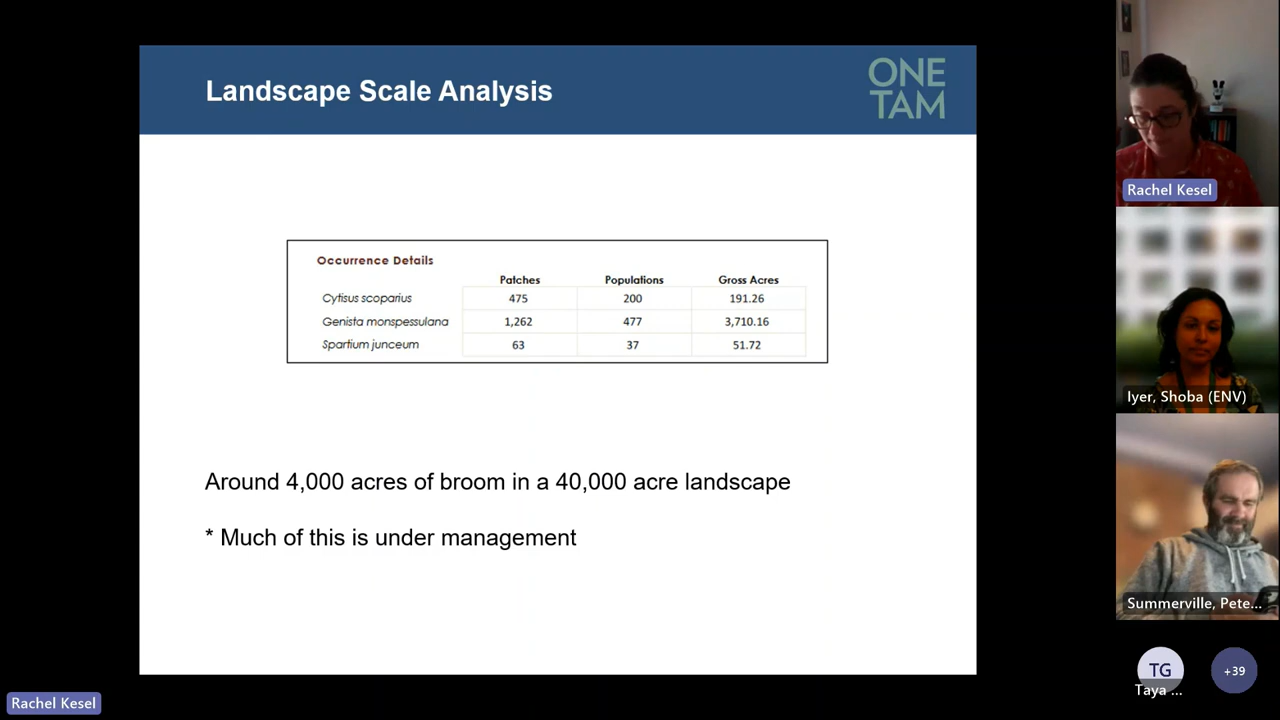 Landscape Scale Analysis
ONE
TAM
Occurrence Details
Patches Populations Gross Acres
Cytisus scoparius 475 200 191.26
Genista monspessulana 1,262 477 3,710.16
Spartium junceum 63 37 51.72
Around 4,000 acres of broom in a 40,000 acre landscape
* Much of this is under management
Rachel Kesel
Iyer, Shoba (ENV)
Summerville, Pete...
TG
Taya ...
+39
Rachel Kesel